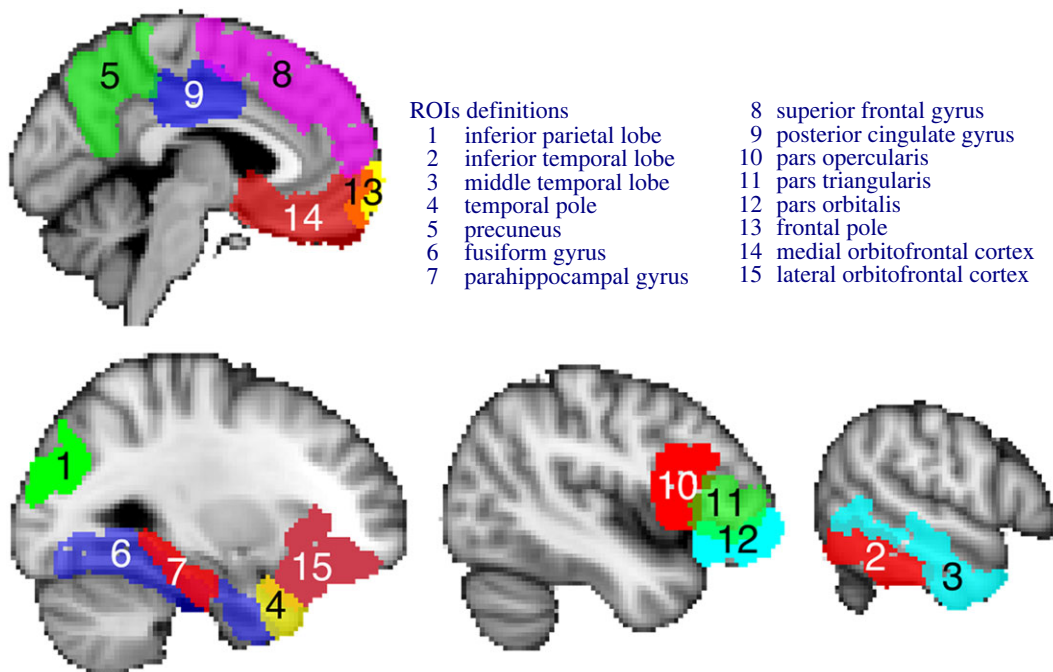 5
8
9
13
14
ROIs definitions
1 inferior parietal lobe
2 inferior temporal lobe
3 middle temporal lobe
4 temporal pole
5 precuneus
6 fusiform gyrus
7 parahippocampal gyrus
8 superior frontal gyrus
9 posterior cingulate gyrus
10 pars opercularis
11 pars triangularis
12 pars orbitalis
13 frontal pole
14 medial orbitofrontal cortex
15 lateral orbitofrontal cortex
1
6
7
15
4
10
11
12
2
3